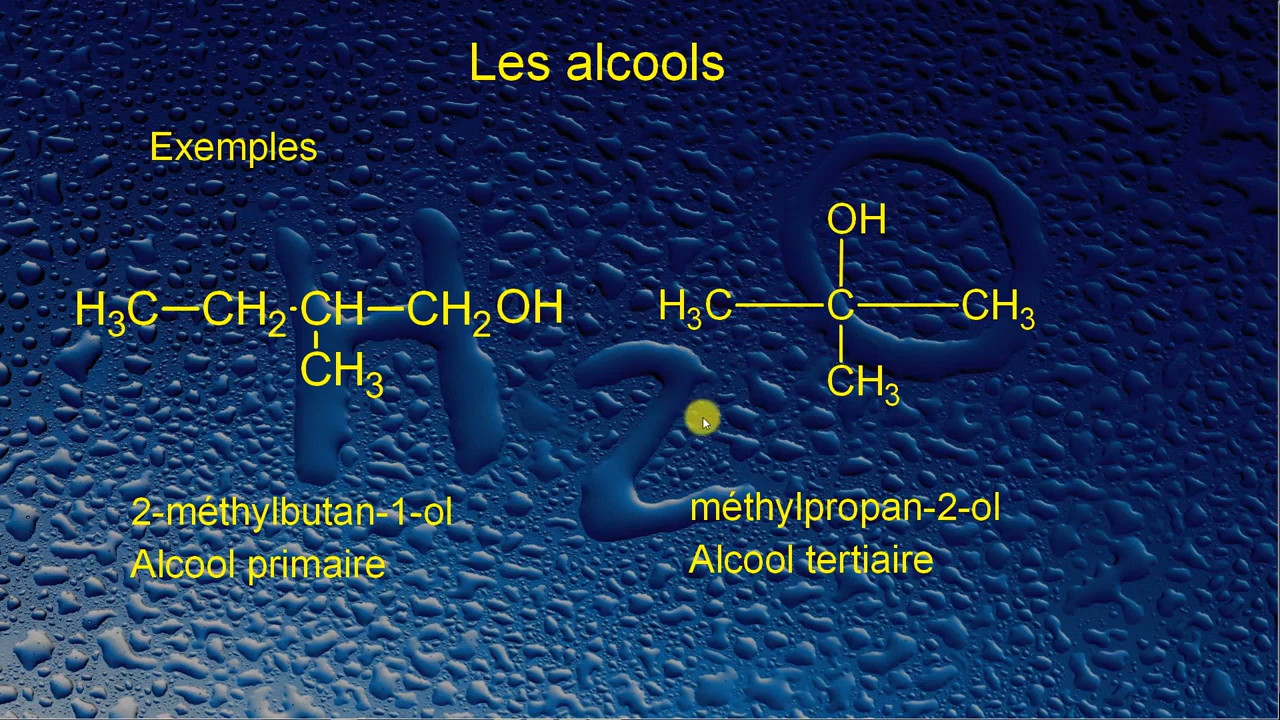 Les alcools
Exemples
H3C—CH2-CH—CH2OH
CH3
OH
H3C—C—CH3
CH3
2-méthylbutan-1-ol
Alcool primaire
méthylpropan-2-ol
Alcool tertiaire
H2O